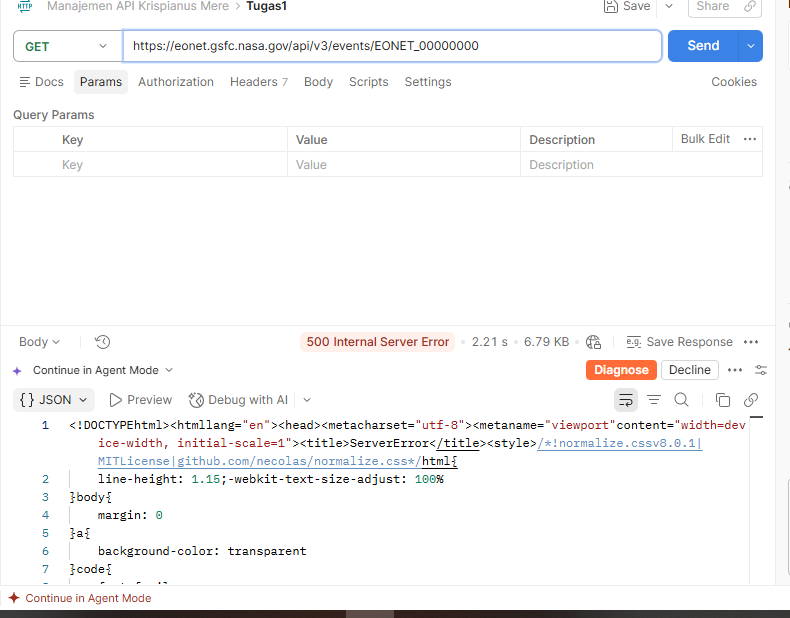 HTTP Manajemen API Krispianus Mere > Tugas1 Save Share
GET https://eonet.gsfc.nasa.gov/api/v3/events/EONET_00000000 Send
Docs Params Authorization Headers 7 Body Scripts Settings Cookies
Query Params
Key Value Description Bulk Edit
Key Value Description
Body 500 Internal Server Error 2.21 s 6.79 KB e.g. Save Response
Continue in Agent Mode Diagnose Decline
{} JSON Preview Debug with AI
1 <!DOCTYPEhtml><htmllang="en"><head><metacharset="utf-8"><metaname="viewport"content="width=dev
ice-width, initial-scale=1"><title>ServerError</title><style>/*!normalize.cssv8.0.1|
MITLicense|github.com/necolas/normalize.css*/html{
2 line-height: 1.15;-webkit-text-size-adjust: 100%
3 }body{
4 margin: 0
5 }a{
6 background-color: transparent
7 }code{
Continue in Agent Mode